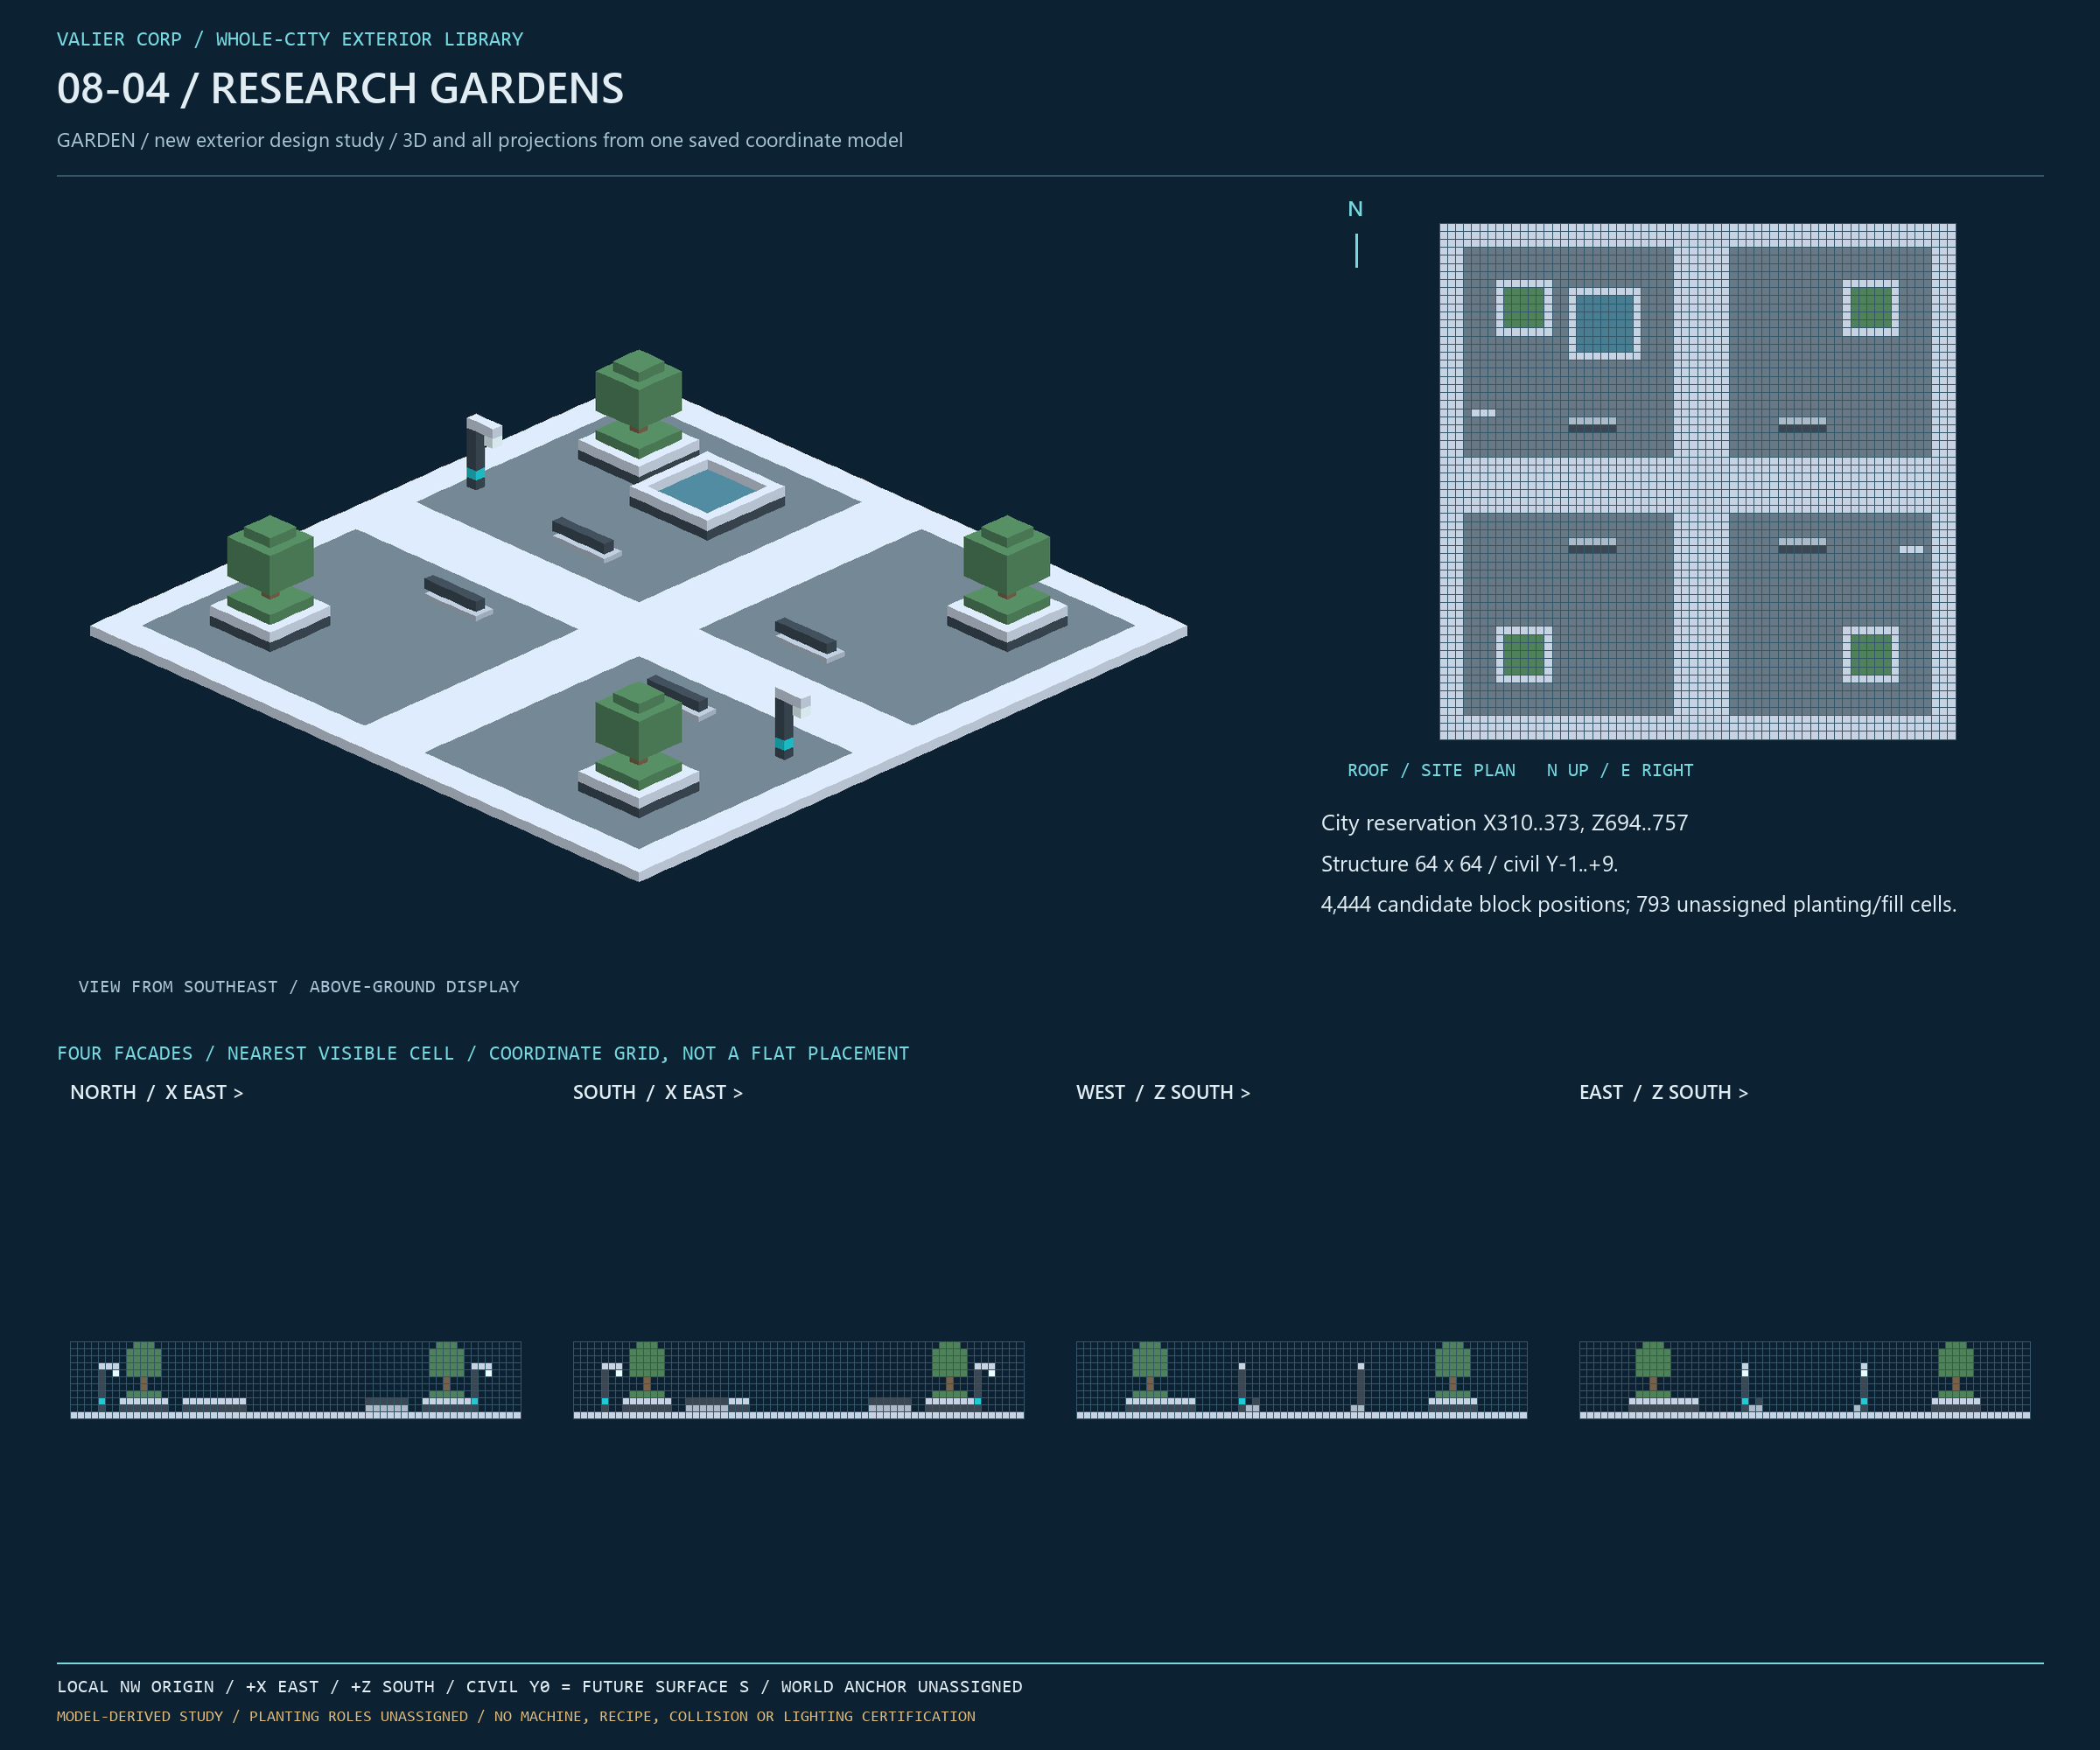 VALIER CORP / WHOLE-CITY EXTERIOR LIBRARY
08-04 / RESEARCH GARDENS
GARDEN / new exterior design study / 3D and all projections from one saved coordinate model
N
ROOF / SITE PLAN   N UP / E RIGHT
City reservation X310..373, Z694..757
Structure 64 x 64 / civil Y-1..+9.
4,444 candidate block positions; 793 unassigned planting/fill cells.
VIEW FROM SOUTHEAST / ABOVE-GROUND DISPLAY
FOUR FACADES / NEAREST VISIBLE CELL / COORDINATE GRID, NOT A FLAT PLACEMENT
NORTH / X EAST >
SOUTH / X EAST >
WEST / Z SOUTH >
EAST / Z SOUTH >
LOCAL NW ORIGIN / +X EAST / +Z SOUTH / CIVIL Y0 = FUTURE SURFACE S / WORLD ANCHOR UNASSIGNED
MODEL-DERIVED STUDY / PLANTING ROLES UNASSIGNED / NO MACHINE, RECIPE, COLLISION OR LIGHTING CERTIFICATION